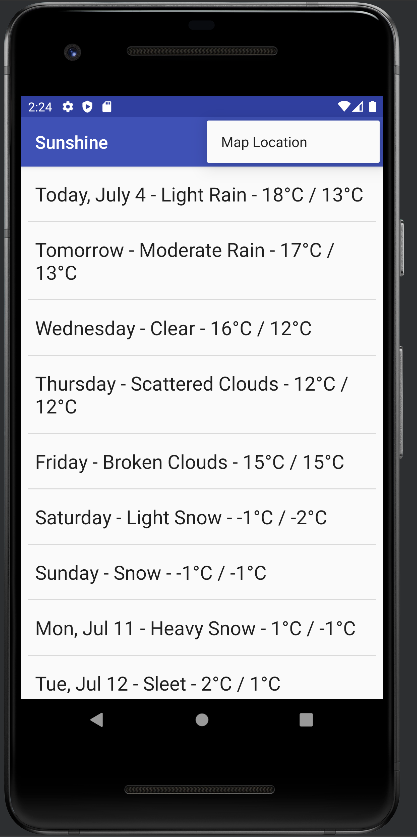 2:24
Sunshine
Map Location
Today, July 4 - Light Rain - 18°C / 13°C
Tomorrow - Moderate Rain - 17°C /
13°C
Wednesday - Clear - 16°C / 12°C
Thursday - Scattered Clouds - 12°C /
12°C
Friday - Broken Clouds - 15°C / 15°C
Saturday - Light Snow - -1°C / -2°C
Sunday - Snow - -1°C / -1°C
Mon, Jul 11 - Heavy Snow - 1°C / -1°C
Tue, Jul 12 - Sleet - 2°C / 1°C